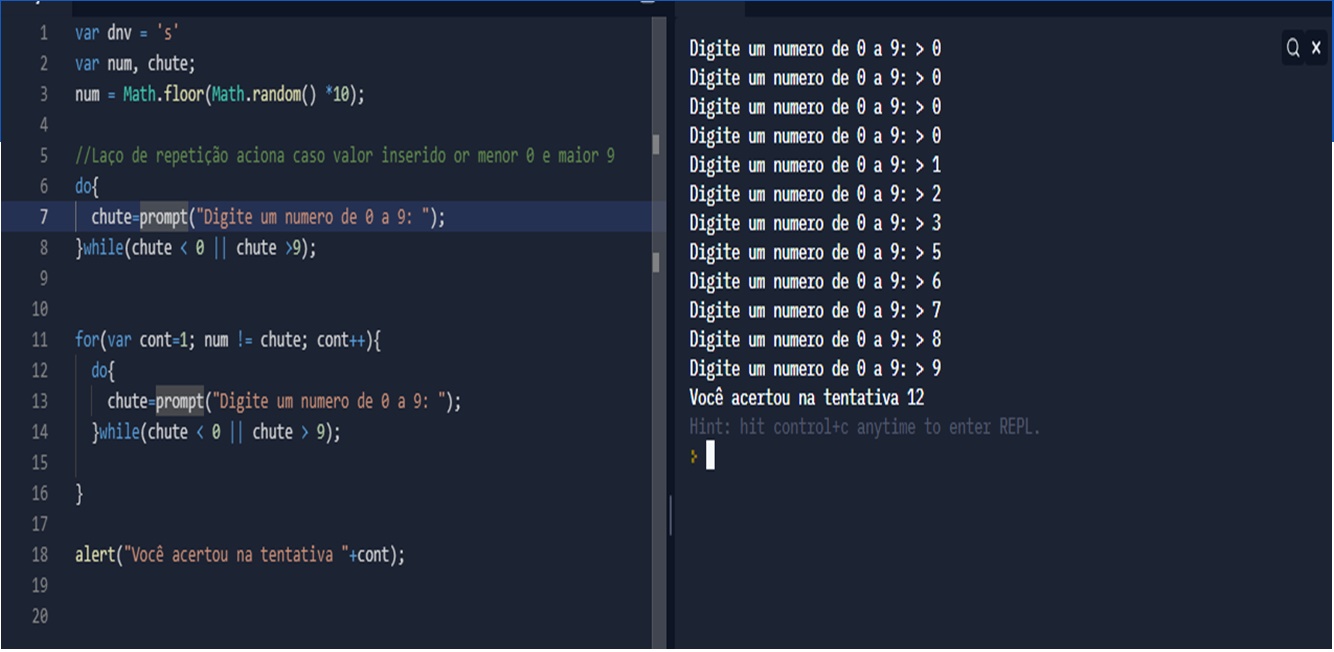 1 var dnv = 's'
2 var num, chute;
3 num = Math.floor(Math.random() *10);
4
5 //Laço de repetição aciona caso valor inserido or menor 0 e maior 9
6 do{
7 chute=prompt("Digite um numero de 0 a 9: ");
8 }while(chute < 0 || chute >9);
9
10
11 for(var cont=1; num != chute; cont++){
12 do{
13 chute=prompt("Digite um numero de 0 a 9: ");
14 }while(chute < 0 || chute > 9);
15
16 }
17
18 alert("Você acertou na tentativa "+cont);
19
20
Digite um numero de 0 a 9: > 0
Digite um numero de 0 a 9: > 0
Digite um numero de 0 a 9: > 0
Digite um numero de 0 a 9: > 0
Digite um numero de 0 a 9: > 1
Digite um numero de 0 a 9: > 2
Digite um numero de 0 a 9: > 3
Digite um numero de 0 a 9: > 5
Digite um numero de 0 a 9: > 6
Digite um numero de 0 a 9: > 7
Digite um numero de 0 a 9: > 8
Digite um numero de 0 a 9: > 9
Você acertou na tentativa 12
Hint: hit control+c anytime to enter REPL.
>